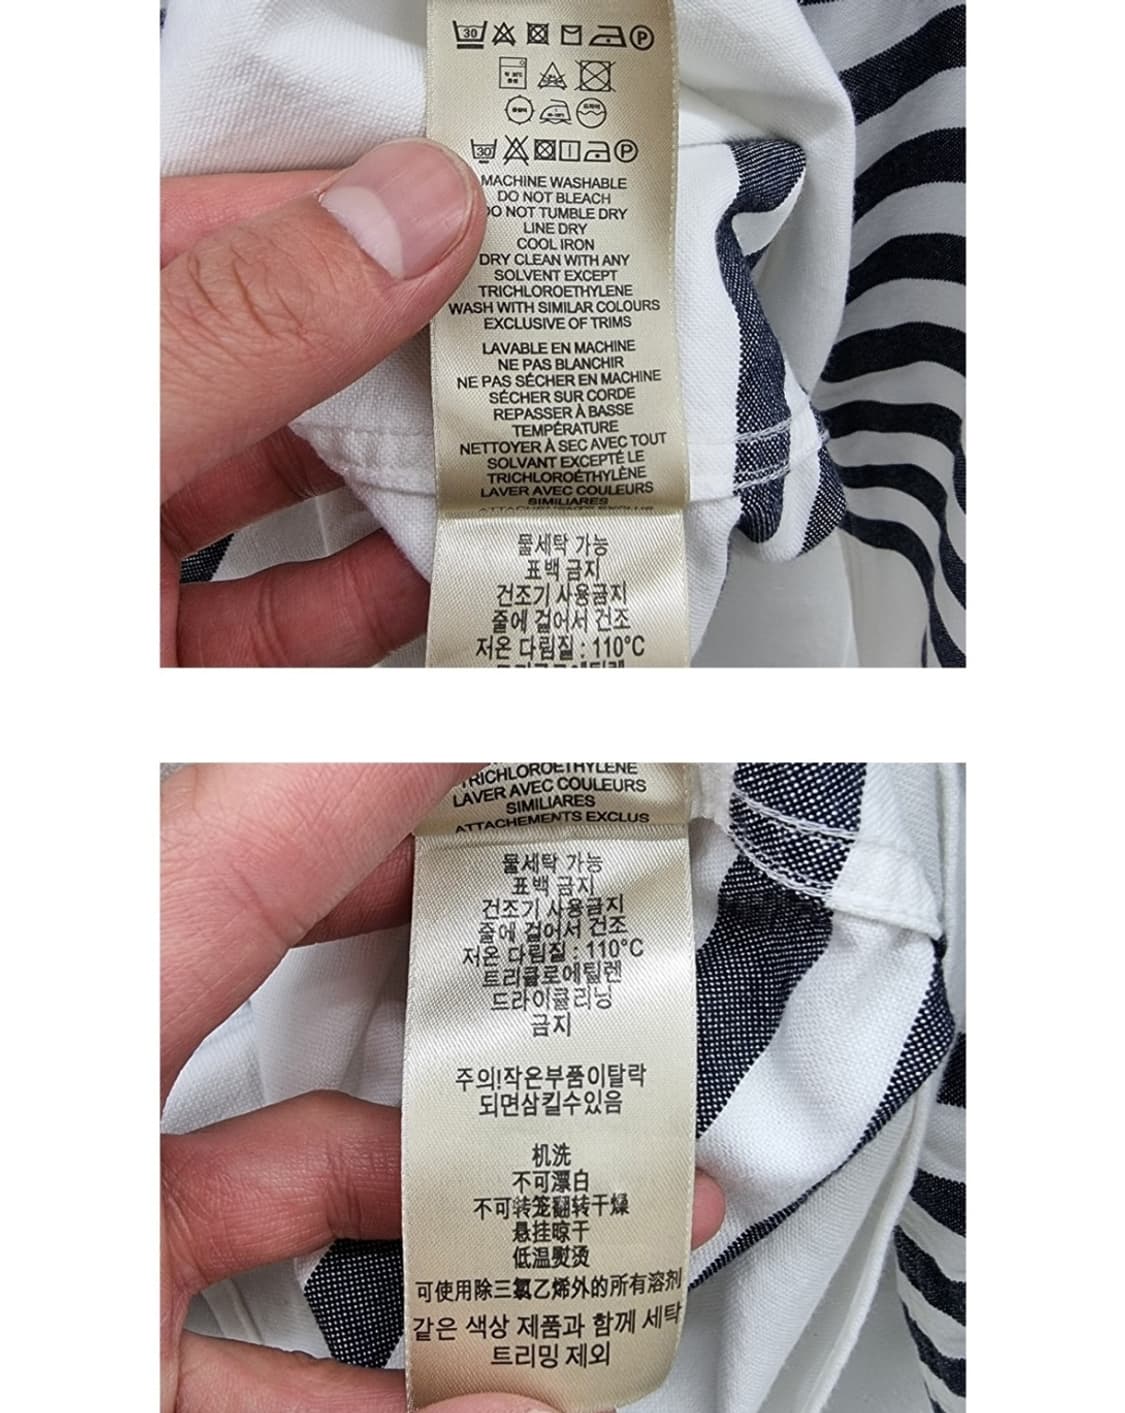 30
P
30
P
MACHINE WASHABLE
DO NOT BLEACH
DO NOT TUMBLE DRY
LINE DRY
COOL IRON
DRY CLEAN WITH ANY
SOLVENT EXCEPT
TRICHLOROETHYLENE
WASH WITH SIMILAR COLOURS
EXCLUSIVE OF TRIMS
LAVABLE EN MACHINE
NE PAS BLANCHIR
NE PAS SÉCHER EN MACHINE
SÉCHER SUR CORDE
REPASSER À BASSE
TEMPÉRATURE
NETTOYER À SEC AVEC TOUT
SOLVANT EXCEPTÉ LE
TRICHLOROÉTHYLÈNE
LAVER AVEC COULEURS
SIMILIARES
물세탁 가능
표백 금지
건조기 사용금지
줄에 걸어서 건조
저온 다림질 : 110°C
TRICHLOROÉTHYLÈNE
LAVER AVEC COULEURS
SIMILIARES
ATTACHEMENTS EXCLUS
물세탁 가능
표백 금지
건조기 사용금지
줄에 걸어서 건조
저온 다림질 : 110°C
트리클로에틸렌
드라이클리닝
금지
주의!작은부품이탈락
되면삼킬수있음
机洗
不可漂白
不可转笼翻转干燥
悬挂晾干
低温熨烫
可使用除三氯乙烯外的所有溶剂
같은 색상 제품과 함께 세탁
트리밍 제외